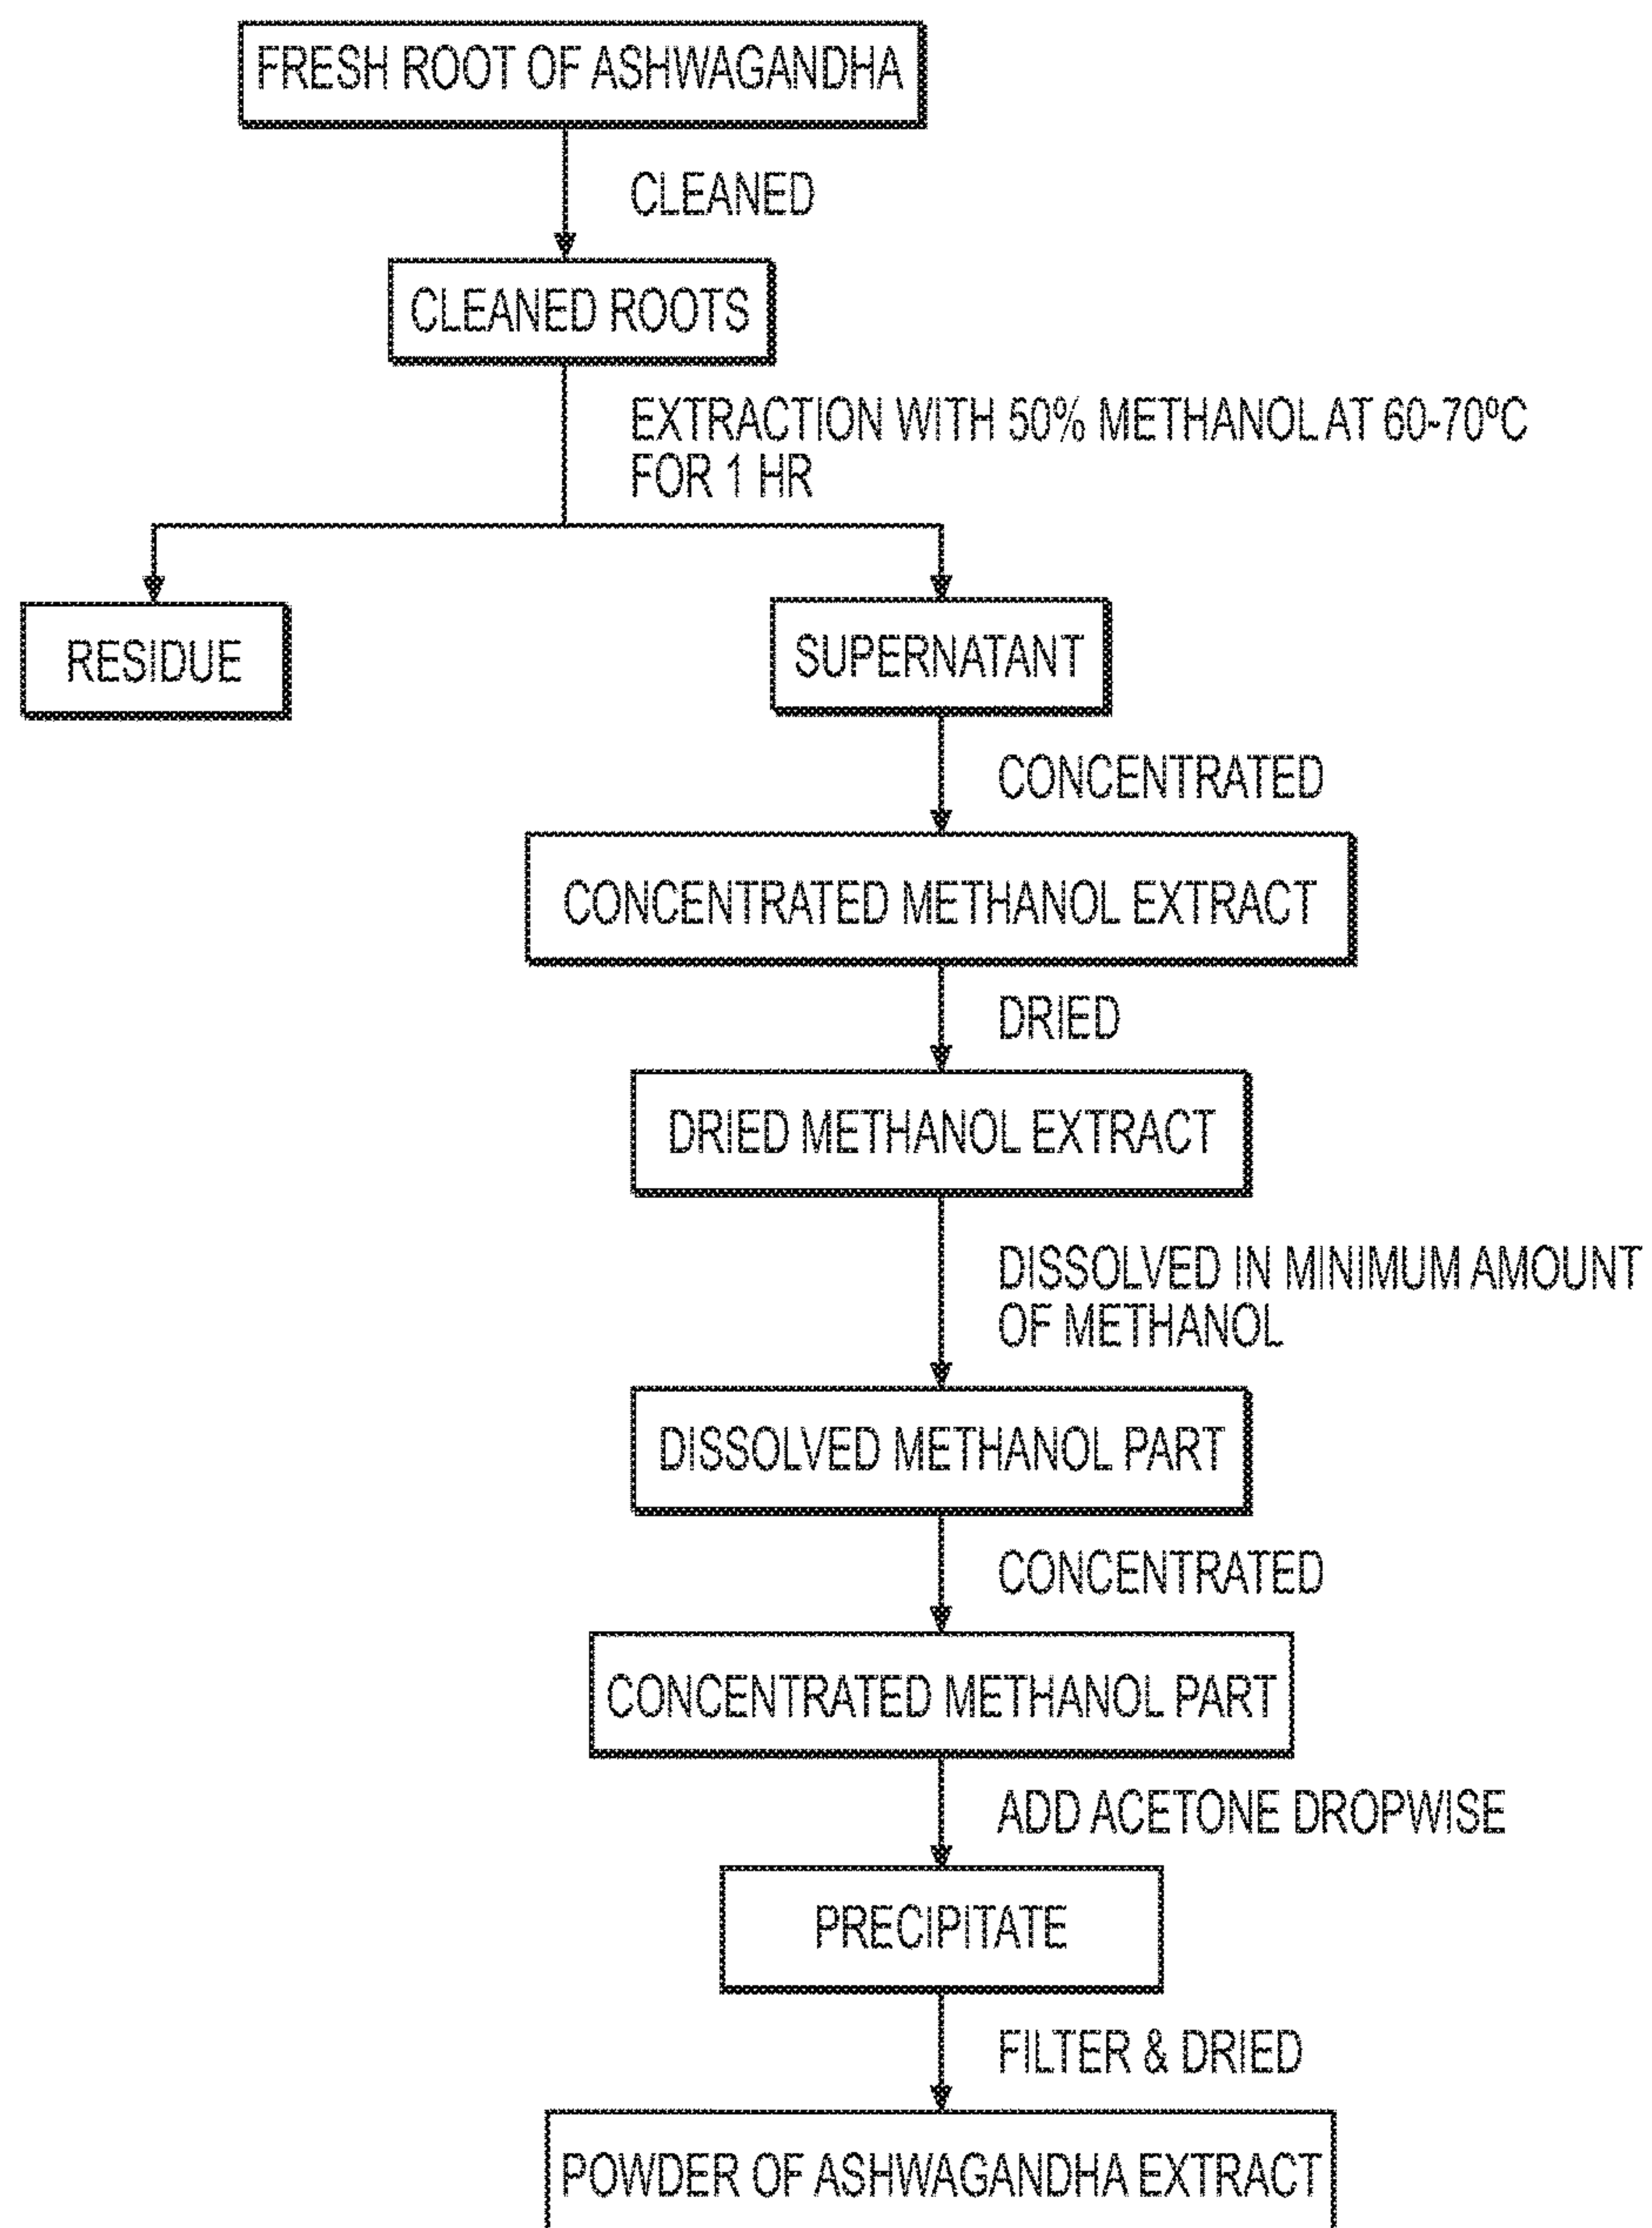 FRESH ROOT OF ASHWAGANDHA
CLEANED
CLEANED ROOTS
EXTRACTION WITH 50% METHANOL AT 60-70ºC
FOR 1 HR
RESIDUE
SUPERNATANT
CONCENTRATED
CONCENTRATED METHANOL EXTRACT
DRIED
DRIED METHANOL EXTRACT
DISSOLVED IN MINIMUM AMOUNT
OF METHANOL
DISSOLVED METHANOL PART
CONCENTRATED
CONCENTRATED METHANOL PART
ADD ACETONE DROPWISE
PRECIPITATE
FILTER & DRIED
POWDER OF ASHWAGANDHA EXTRACT